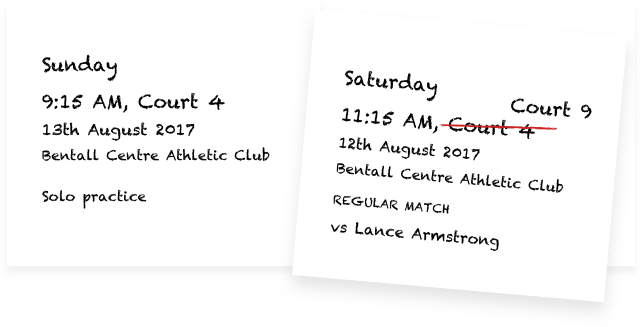 Sunday
9:15 AM, Court 4
13th August 2017
Bentall Centre Athletic Club
Solo practice
Saturday
Court 9
11:15 AM, Court 4
12th August 2017
Bentall Centre Athletic Club
REGULAR MATCH
vs Lance Armstrong